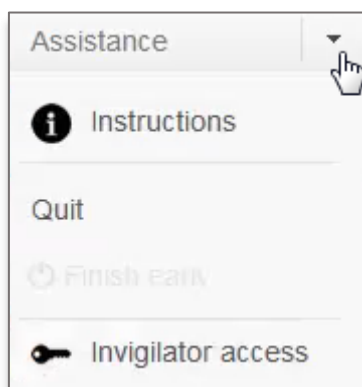 Assistance
Instructions
Quit
Finish early
Invigilator access